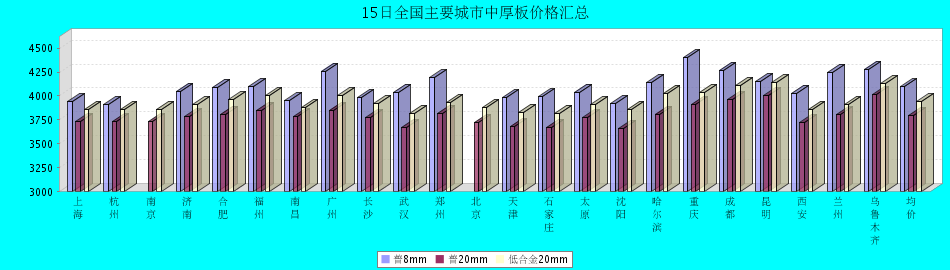 15日全国主要城市中厚板价格汇总
4500
4250
4000
3750
3500
3250
3000
上海 杭州 南京 济南 合肥 福州 南昌 广州 长沙 武汉 郑州 北京 天津 石家庄 太原 沈阳 哈尔滨 重庆 成都 昆明 西安 兰州 乌鲁木齐 均价
普8mm 普20mm 低合金20mm